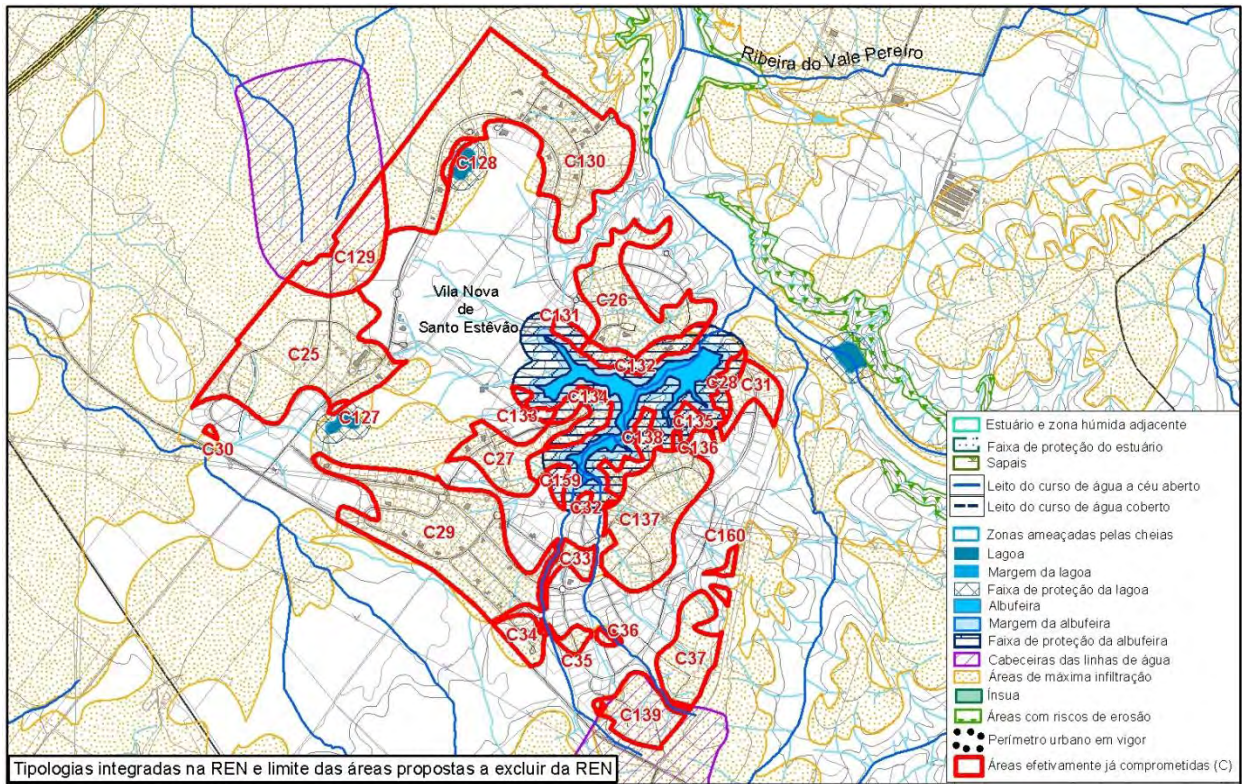 Ribeira do Vale Pereiro
C128
C130
C129
Vila Nova
de
Santo Estêvão
C26
C131
C25
C132
C28
C31
C134
C133
C135
C127
C138
C136
C30
C27
C159
C32
C137
C29
C160
C33
C34
C36
C35
C37
C139
Estuário e zona húmida adjacente
Faixa de proteção do estuário
Sapais
Leito do curso de água a céu aberto
Leito do curso de água coberto
Zonas ameaçadas pelas cheias
Lagoa
Margem da lagoa
Faixa de proteção da lagoa
Albufeira
Margem da albufeira
Faixa de proteção da albufeira
Cabeceiras das linhas de água
Áreas de máxima infiltração
Ínsua
Áreas com riscos de erosão
Perímetro urbano em vigor
Áreas efetivamente já comprometidas (C)
Tipologias integradas na REN e limite das áreas propostas a excluir da REN